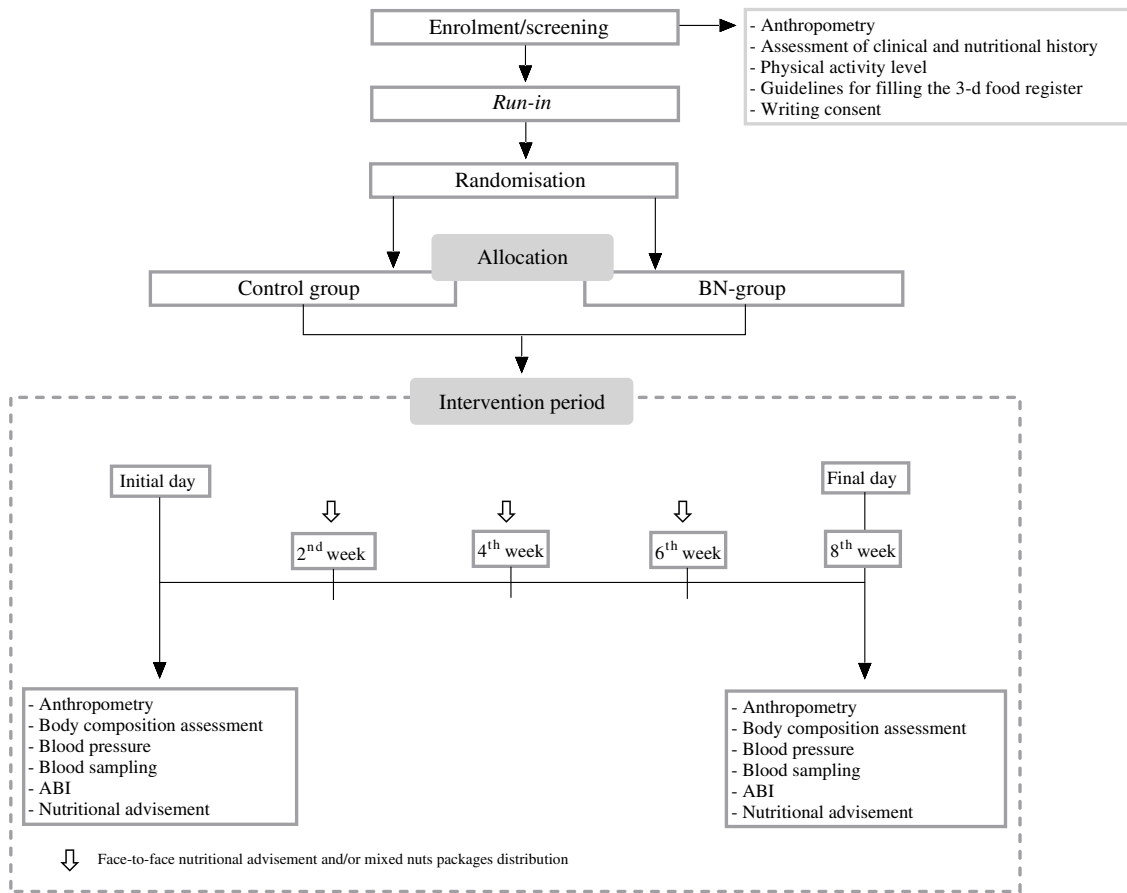 Enrolment/screening
- Anthropometry
- Assessment of clinical and nutritional history
- Physical activity level
- Guidelines for filling the 3-d food register
- Writing consent
Run-in
Randomisation
Allocation
Control group
BN-group
Intervention period
Initial day
Final day
2nd week
4th week
6th week
8th week
- Anthropometry
- Body composition assessment
- Blood pressure
- Blood sampling
- ABI
- Nutritional advisement
- Anthropometry
- Body composition assessment
- Blood pressure
- Blood sampling
- ABI
- Nutritional advisement
Face-to-face nutritional advisement and/or mixed nuts packages distribution